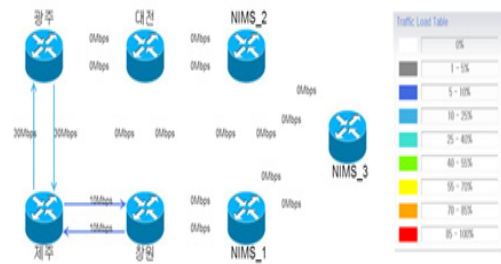 광주 대전 NIMS_2
0Mbps 0Mbps
0Mbps 0Mbps
0Mbps
30Mbps 30Mbps 0Mbps 0Mbps 0Mbps 0Mbps 0Mbps
NIMS_3
0Mbps
10Mbps 0Mbps 0Mbps
10Mbps 0Mbps
제주 창원 NIMS_1
Traffic Load Table
0%
1 - 5%
5 - 10%
10 - 25%
25 - 40%
40 - 55%
55 - 70%
70 - 85%
85 - 100%